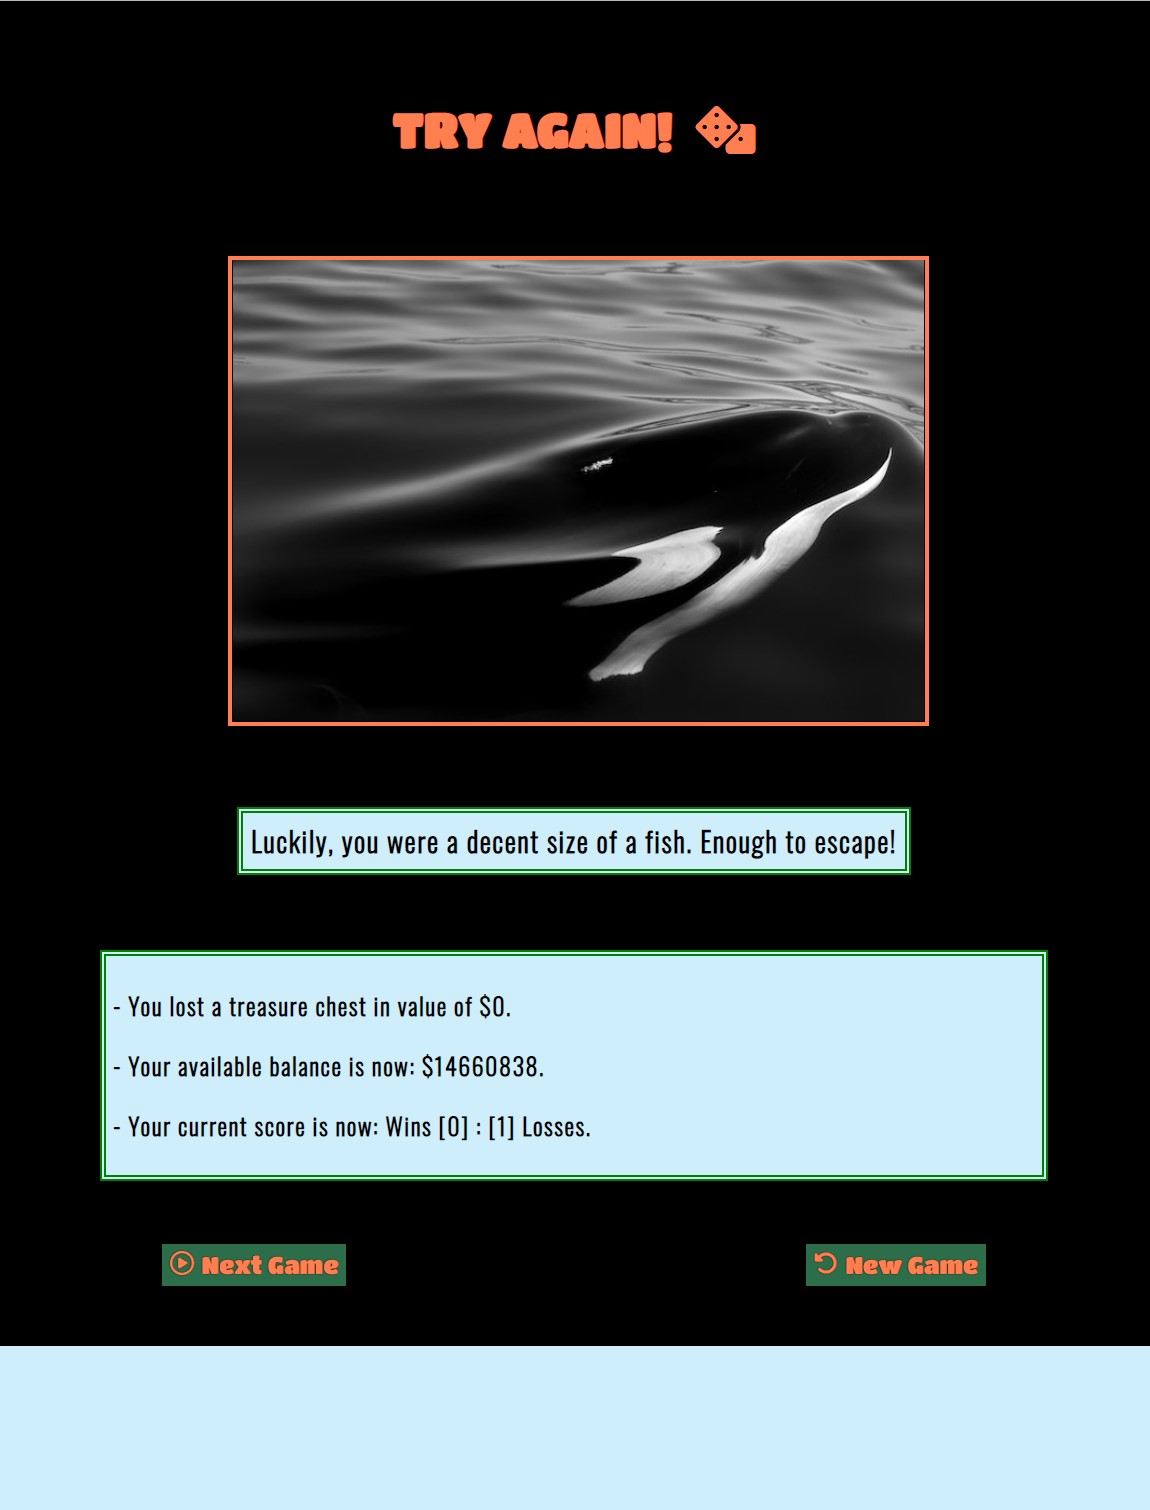 TRY AGAIN!
Luckily, you were a decent size of a fish. Enough to escape!
- You lost a treasure chest in value of $0.
- Your available balance is now: $14660838.
- Your current score is now: Wins [0] : [1] Losses.
Next Game
New Game